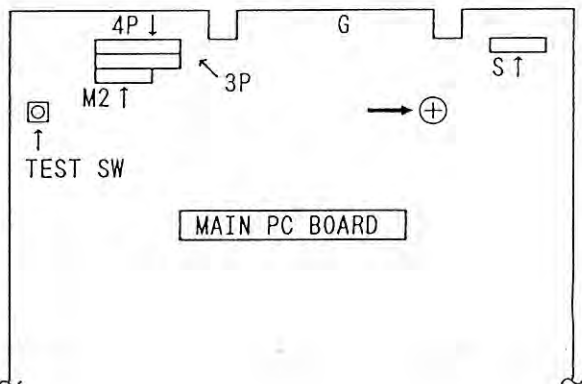 4P ↓
G
S ↑
3P
M2 ↑
↑
TEST SW
MAIN PC BOARD